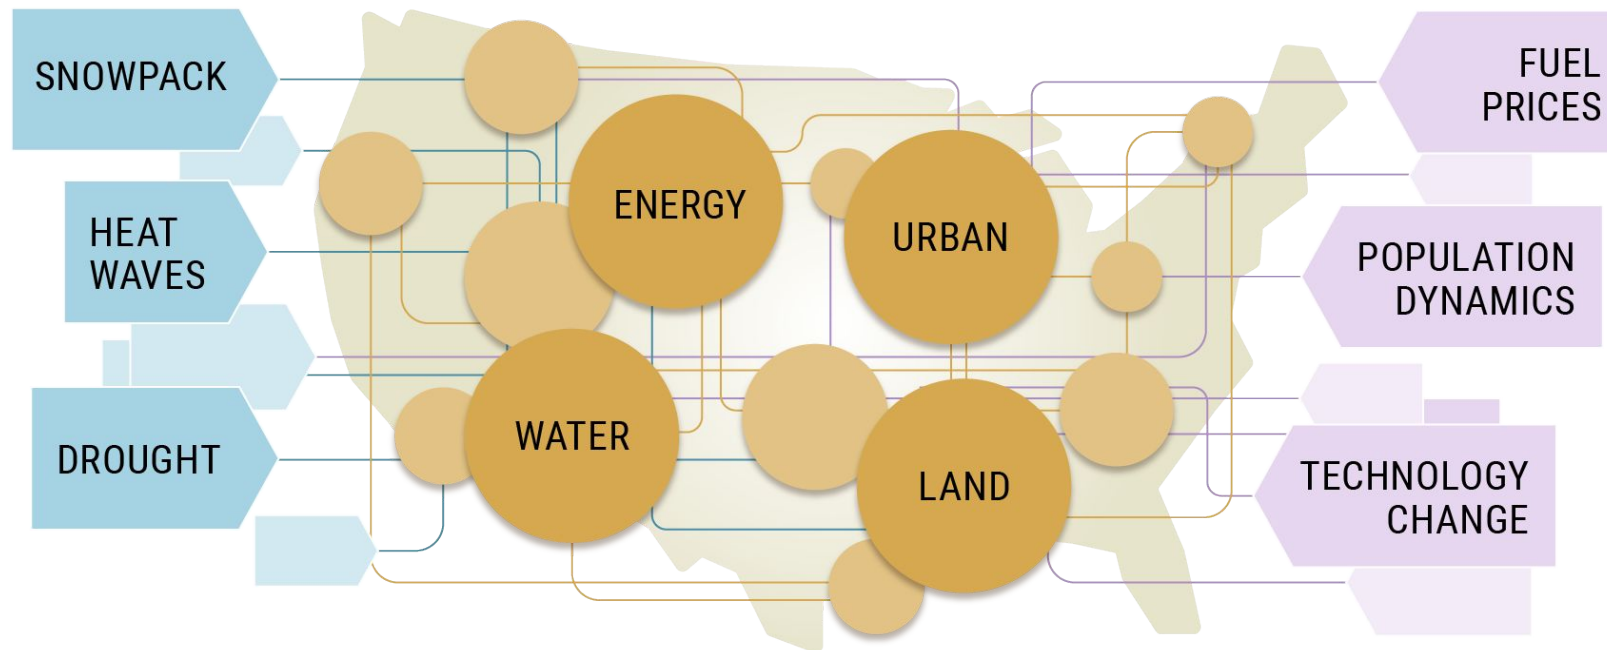 SNOWPACK
HEAT
WAVES
DROUGHT
ENERGY
WATER
URBAN
LAND
FUEL
PRICES
POPULATION
DYNAMICS
TECHNOLOGY
CHANGE